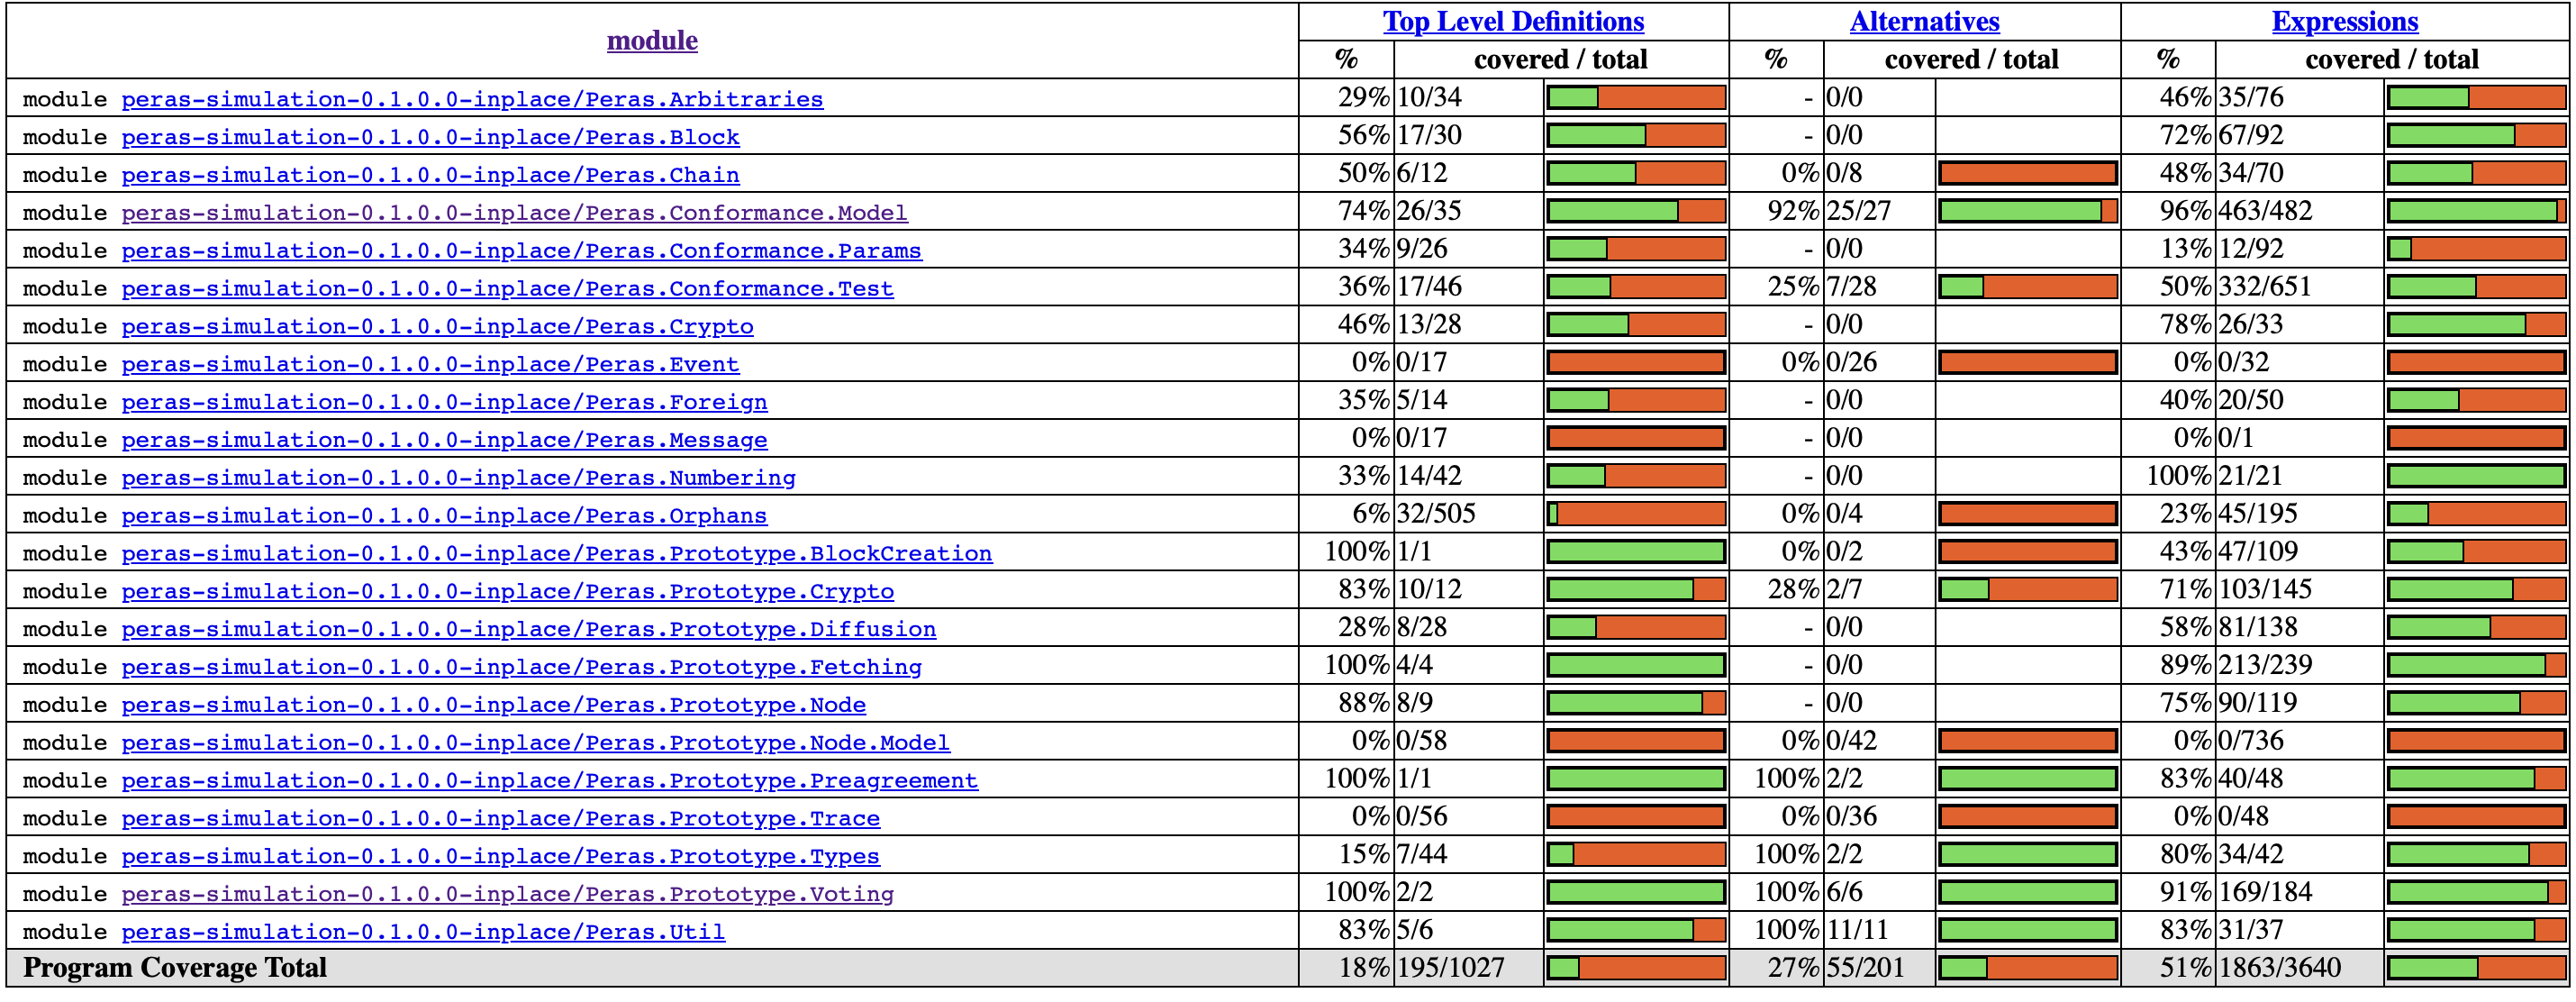 module Top Level Definitions Alternatives Expressions
% covered / total % covered / total % covered / total
module peras-simulation-0.1.0.0-inplace/Peras.Arbitraries 29% 10/34 - 0/0 46% 35/76
module peras-simulation-0.1.0.0-inplace/Peras.Block 56% 17/30 - 0/0 72% 67/92
module peras-simulation-0.1.0.0-inplace/Peras.Chain 50% 6/12 0% 0/8 48% 34/70
module peras-simulation-0.1.0.0-inplace/Peras.Conformance.Model 74% 26/35 92% 25/27 96% 463/482
module peras-simulation-0.1.0.0-inplace/Peras.Conformance.Params 34% 9/26 - 0/0 13% 12/92
module peras-simulation-0.1.0.0-inplace/Peras.Conformance.Test 36% 17/46 25% 7/28 50% 332/651
module peras-simulation-0.1.0.0-inplace/Peras.Crypto 46% 13/28 - 0/0 78% 26/33
module peras-simulation-0.1.0.0-inplace/Peras.Event 0% 0/17 0% 0/26 0% 0/32
module peras-simulation-0.1.0.0-inplace/Peras.Foreign 35% 5/14 - 0/0 40% 20/50
module peras-simulation-0.1.0.0-inplace/Peras.Message 0% 0/17 - 0/0 0% 0/1
module peras-simulation-0.1.0.0-inplace/Peras.Numbering 33% 14/42 - 0/0 100% 21/21
module peras-simulation-0.1.0.0-inplace/Peras.Orphans 6% 32/505 0% 0/4 23% 45/195
module peras-simulation-0.1.0.0-inplace/Peras.Prototype.BlockCreation 100% 1/1 0% 0/2 43% 47/109
module peras-simulation-0.1.0.0-inplace/Peras.Prototype.Crypto 83% 10/12 28% 2/7 71% 103/145
module peras-simulation-0.1.0.0-inplace/Peras.Prototype.Diffusion 28% 8/28 - 0/0 58% 81/138
module peras-simulation-0.1.0.0-inplace/Peras.Prototype.Fetching 100% 4/4 - 0/0 89% 213/239
module peras-simulation-0.1.0.0-inplace/Peras.Prototype.Node 88% 8/9 - 0/0 75% 90/119
module peras-simulation-0.1.0.0-inplace/Peras.Prototype.Node.Model 0% 0/58 0% 0/42 0% 0/736
module peras-simulation-0.1.0.0-inplace/Peras.Prototype.Preagreement 100% 1/1 100% 2/2 83% 40/48
module peras-simulation-0.1.0.0-inplace/Peras.Prototype.Trace 0% 0/56 0% 0/36 0% 0/48
module peras-simulation-0.1.0.0-inplace/Peras.Prototype.Types 15% 7/44 100% 2/2 80% 34/42
module peras-simulation-0.1.0.0-inplace/Peras.Prototype.Voting 100% 2/2 100% 6/6 91% 169/184
module peras-simulation-0.1.0.0-inplace/Peras.Util 83% 5/6 100% 11/11 83% 31/37
Program Coverage Total 18% 195/1027 27% 55/201 51% 1863/3640